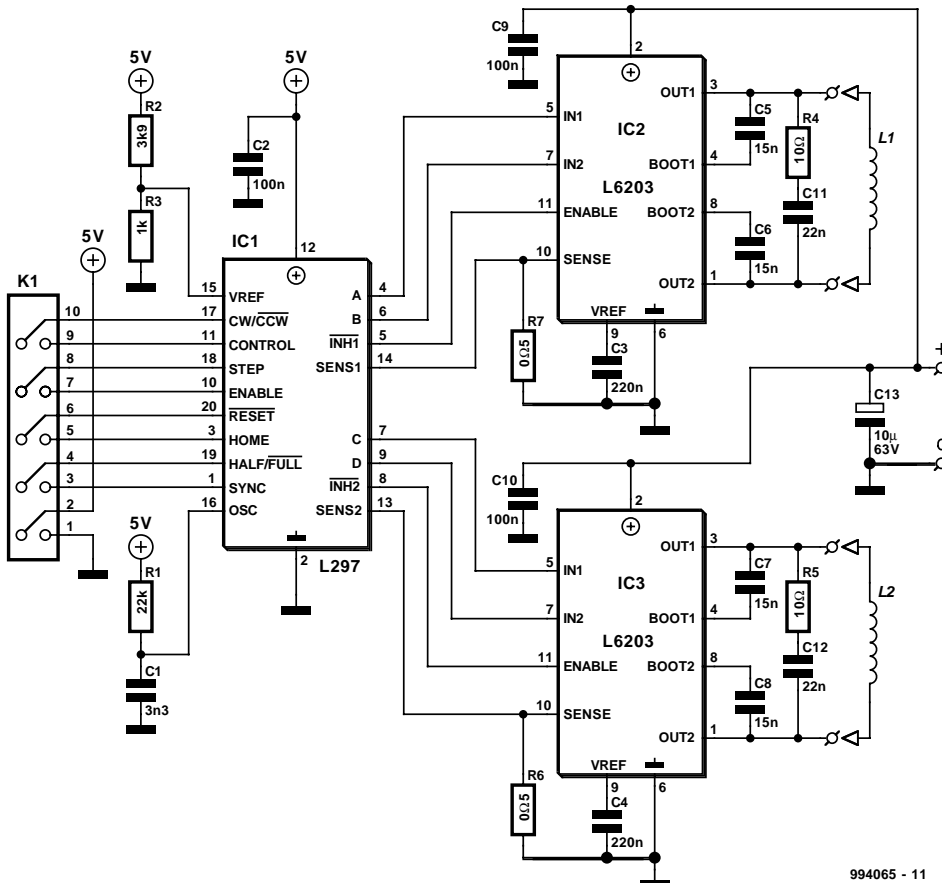 C9
100n
2
5V
5V
R2
3k9
C2
100n
R3
1k
5V
K1
IC1
12
15
VREF
10
17
CW/CCW
9
11
CONTROL
8
18
STEP
7
10
ENABLE
6
20
RESET
5
3
HOME
4
19
HALF/FULL
3
1
SYNC
2
16
OSC
1
A
4
B
6
INH1
5
SENS1
14
C
7
D
9
INH2
8
SENS2
13
2
L297
5V
R1
22k
C1
3n3
5
IN1
7
IN2
11
ENABLE
10
SENSE
IC2
L6203
OUT1
3
BOOT1
4
BOOT2
8
OUT2
1
VREF
9
6
R7
0Ω5
C3
220n
C5
15n
C6
15n
R4
10Ω
C11
22n
L1
+
C13
10µ
63V
0
C10
100n
2
5
IN1
7
IN2
11
ENABLE
10
SENSE
IC3
L6203
OUT1
3
BOOT1
4
BOOT2
8
OUT2
1
VREF
9
6
R6
0Ω5
C4
220n
C7
15n
C8
15n
R5
10Ω
C12
22n
L2
994065 - 11